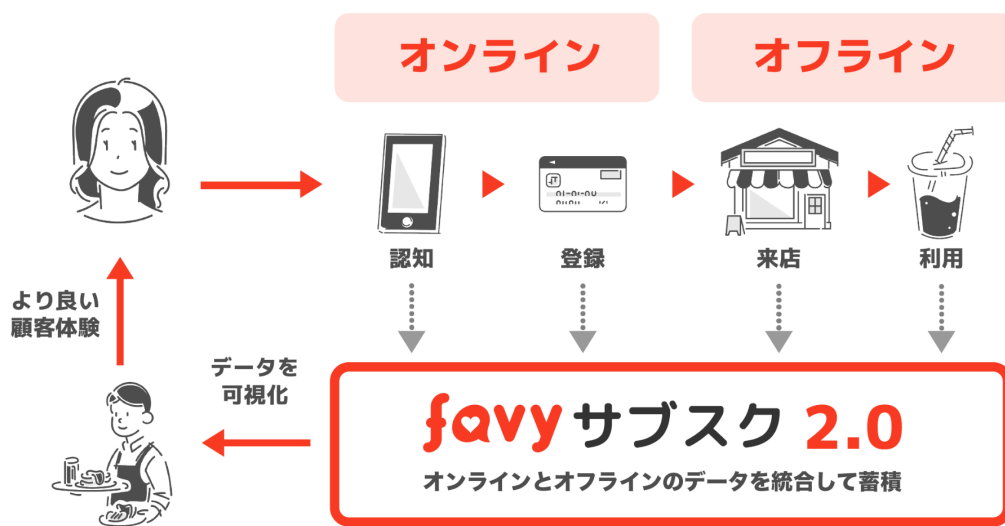 オンライン
オフライン
認知
登録
来店
利用
より良い
顧客体験
データを
可視化
favy サブスク 2.0
オンラインとオフラインのデータを統合して蓄積